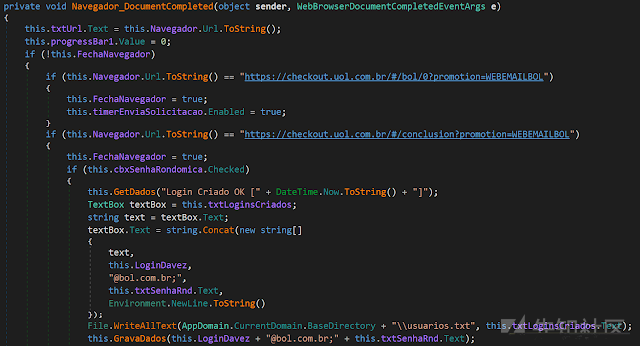 private void Navegador_DocumentCompleted(object sender, WebBrowserDocumentCompletedEventArgs e)
{
this.txtUrl.Text = this.Navegador.Url.ToString();
this.progressBar1.Value = 0;
if (!this.FechaNavegador)
{
if (this.Navegador.Url.ToString() == "https://checkout.uol.com.br/#/bol/0?promotion=WEBEMAILBOL")
{
this.FechaNavegador = true;
this.timerEnviaSolicitacao.Enabled = true;
}
if (this.Navegador.Url.ToString() == "https://checkout.uol.com.br/#/conclusion?promotion=WEBEMAILBOL")
{
this.FechaNavegador = true;
if (this.cbxSenhaRondomica.Checked)
{
this.GetDados("Login Criado OK [" + DateTime.Now.ToString() + "]");
TextBox textBox = this.txtLoginsCriados;
string text = textBox.Text;
textBox.Text = string.Concat(new string[]
{
text,
this.LoginDavez,
"@bol.com.br;",
this.txtSenhaRnd.Text,
Environment.NewLine.ToString()
});
File.WriteAllText(AppDomain.CurrentDomain.BaseDirectory + "\\usuarios.txt", this.txtLoginsCriados.Text);
this.GravaDados(this.LoginDavez + "@bol.com.br;" + this.txtSenhaRnd.Text);